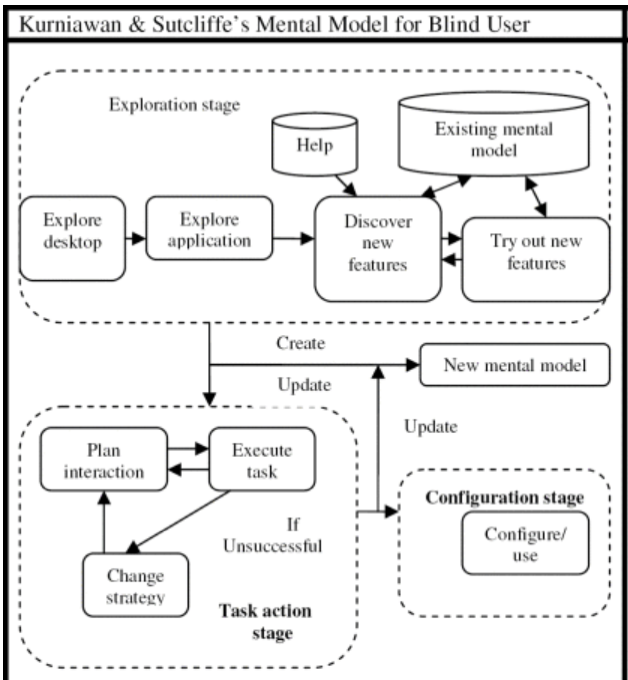 Kurniawan & Sutcliffe's Mental Model for Blind User
Exploration stage
Help
Existing mental
model
Explore
desktop
Explore
application
Discover
new
features
Try out new
features
Create
Update
New mental model
Update
Plan
interaction
Execute
task
If
Unsuccessful
Change
strategy
Task action
stage
Configuration stage
Configure/
use